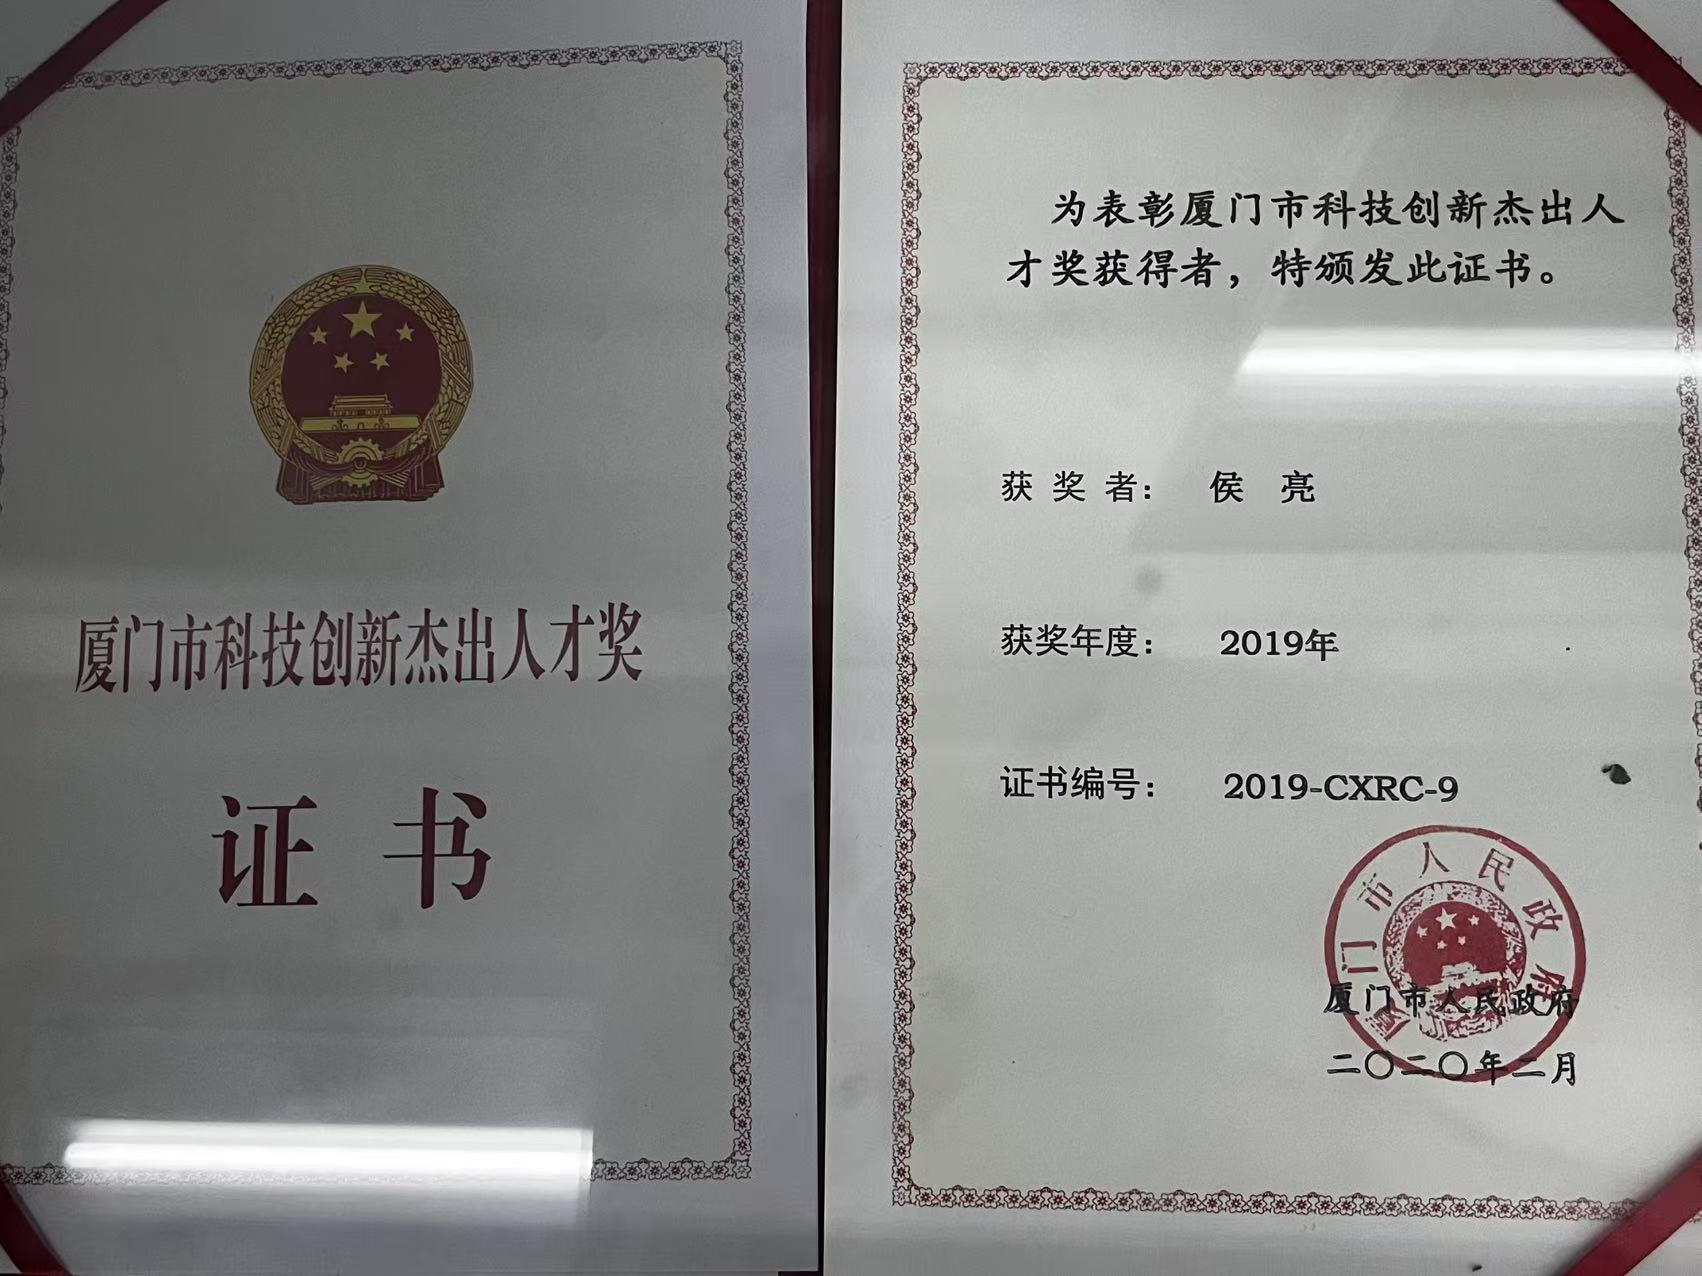 厦门市科技创新杰出人才奖
证书
为表彰厦门市科技创新杰出人
才奖获得者，特颁发此证书。
获奖者： 侯亮
获奖年度： 2019年
证书编号： 2019-CXRC-9
厦门市人民政府
厦门市人民政府
二〇二〇年二月